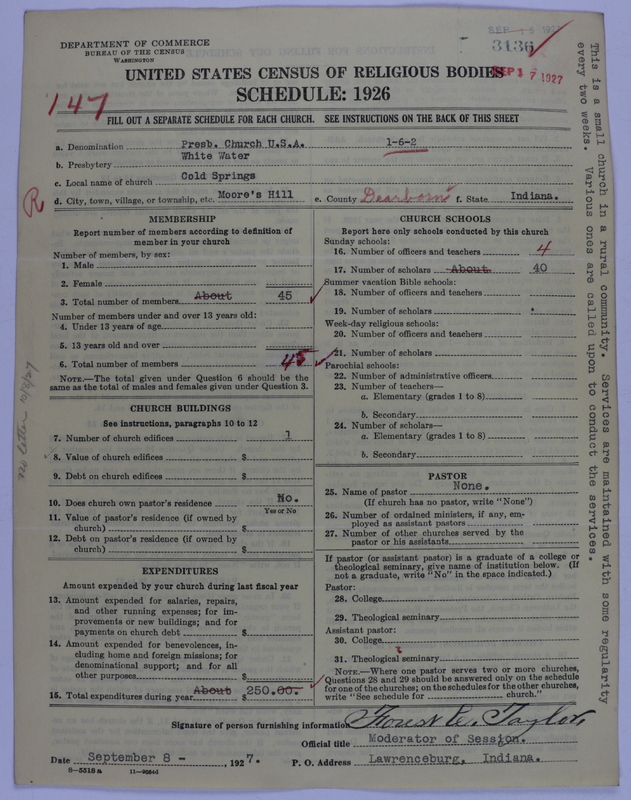 DEPARTMENT OF COMMERCE
BUREAU OF THE CENSUS
WASHINGTON
SEP 15 1927
3136
UNITED STATES CENSUS OF RELIGIOUS BODIES
SEP 17 1927
SCHEDULE: 1926
147
FILL OUT A SEPARATE SCHEDULE FOR EACH CHURCH. SEE INSTRUCTIONS ON THE BACK OF THIS SHEET
a. Denomination Presb. Church U.S.A. 1-6-2
b. Presbytery White Water
c. Local name of church Cold Springs
d. City, town, village, or township, etc. Moore's Hill e. County Dearborn f. State Indiana.
R
MEMBERSHIP
Report number of members according to definition of
member in your church
Number of members, by sex:
1. Male
2. Female
3. Total number of members About 45
Number of members under and over 13 years old:
4. Under 13 years of age
5. 13 years old and over
6. Total number of members 45
NOTE.—The total given under Question 6 should be the
same as the total of males and females given under Question 3.
no letter 10/8/27
CHURCH BUILDINGS
See instructions, paragraphs 10 to 12
7. Number of church edifices 1
8. Value of church edifices $
9. Debt on church edifices $
10. Does church own pastor's residence No.
Yes or No
11. Value of pastor's residence (if owned by
church) $
12. Debt on pastor's residence (if owned by
church) $
EXPENDITURES
Amount expended by your church during last fiscal year
13. Amount expended for salaries, repairs,
and other running expenses; for im-
provements or new buildings; and for
payments on church debt $
14. Amount expended for benevolences, in-
cluding home and foreign missions; for
denominational support; and for all
other purposes $
15. Total expenditures during year About 250.00.
CHURCH SCHOOLS
Report here only schools conducted by this church
Sunday schools:
16. Number of officers and teachers 4
17. Number of scholars About 40
Summer vacation Bible schools:
18. Number of officers and teachers
19. Number of scholars
Week-day religious schools:
20. Number of officers and teachers
21. Number of scholars
Parochial schools:
22. Number of administrative officers
23. Number of teachers—
a. Elementary (grades 1 to 8)
b. Secondary
24. Number of scholars—
a. Elementary (grades 1 to 8)
b. Secondary
PASTOR
25. Name of pastor None.
(If church has no pastor, write "None")
26. Number of ordained ministers, if any, em-
ployed as assistant pastors
27. Number of other churches served by the
pastor or his assistants
If pastor (or assistant pastor) is a graduate of a college or
theological seminary, give name of institution below. (If
not a graduate, write "No" in the space indicated.)
Pastor:
28. College
29. Theological seminary
Assistant pastor:
30. College
31. Theological seminary
NOTE.—Where one pastor serves two or more churches,
Questions 28 and 29 should be answered only on the schedule
for one of the churches; on the schedules for the other churches,
write "See schedule for church."
This is a small church in a rural community. Services are maintained with some regularity
every two weeks. Various ones are called upon to conduct the services.
Signature of person furnishing information Forest C. Taylor
Official title Moderator of Session.
Date September 8 - , 1927. P. O. Address Lawrenceburg, Indiana.
8—5518a